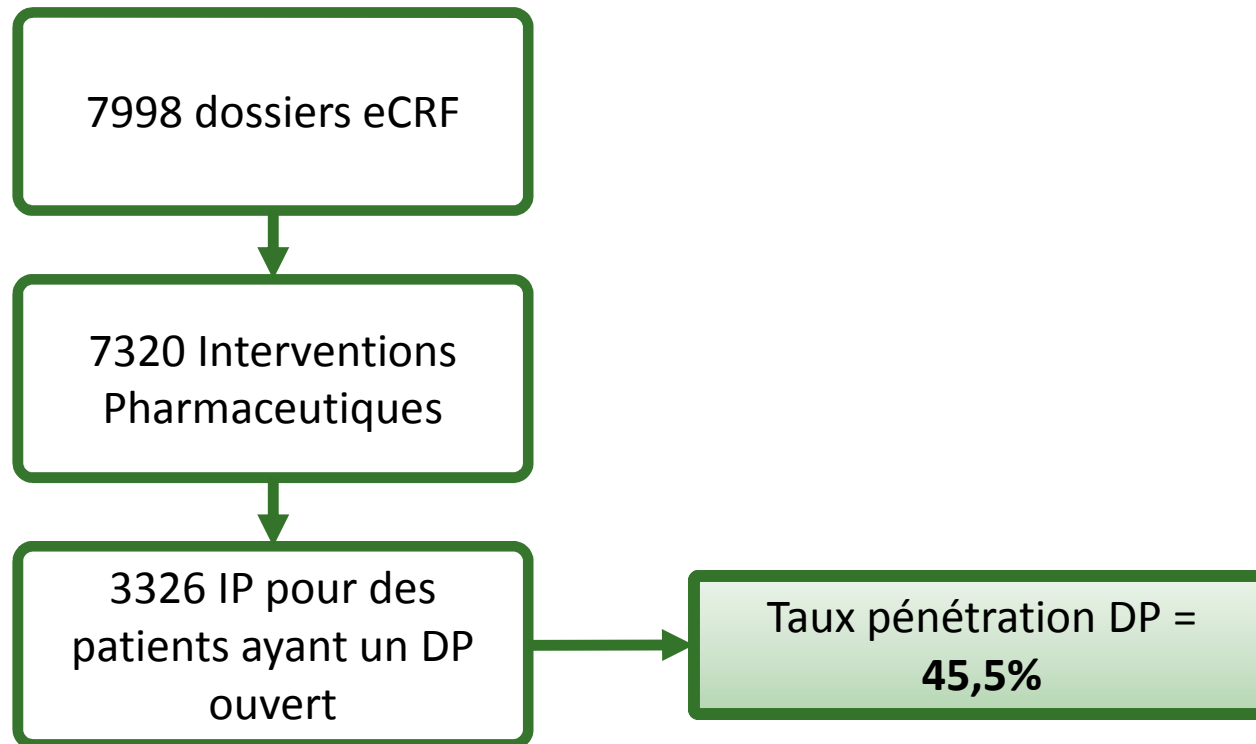 7998 dossiers eCRF
7320 Interventions
Pharmaceutiques
3326 IP pour des
patients ayant un DP
ouvert
Taux pénétration DP =
45,5%